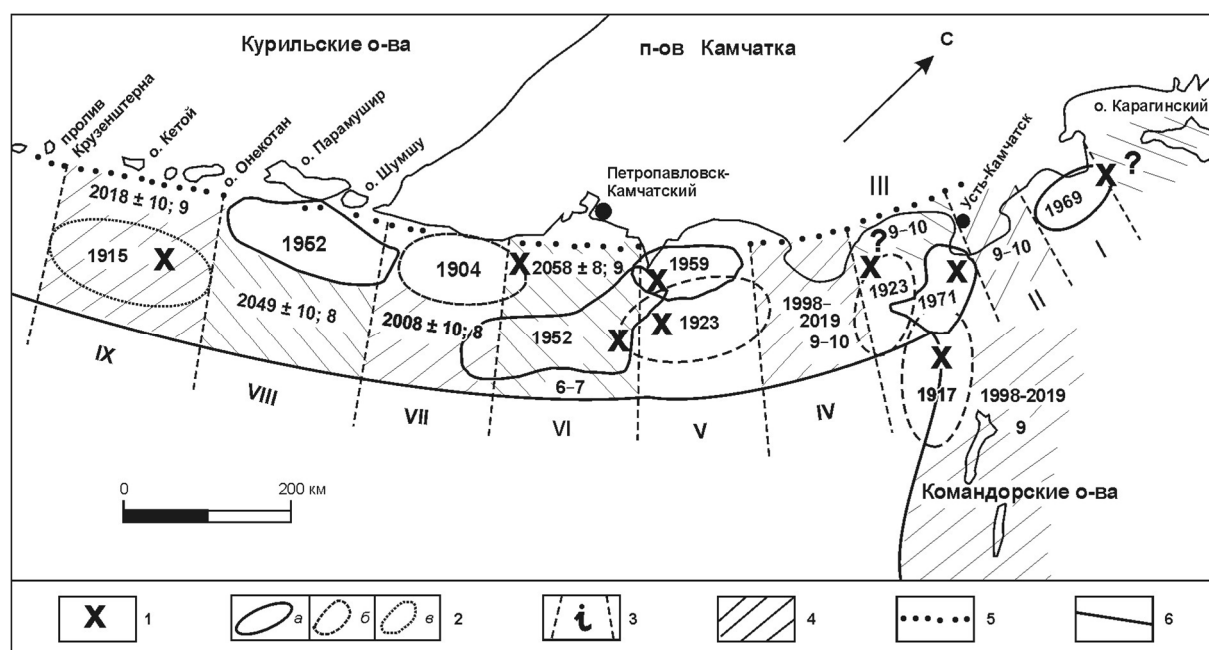 Курильские о-ва
п-ов Камчатка
С
пролив
Крузенштерна
о. Кетой
о. Онекотан
о. Парамушир
о. Шумшу
Петропавловск-
Камчатский
Усть-Камчатск
о. Карагинский
2018 ± 10; 9
1915
X
1952
2049 ± 10; 8
1904
X
2008 ± 10; 8
2058 ± 8; 9
1952
X
6–7
1959
X
X
1923
1998–
2019
9–10
III
?
X
1923
9–10
X
1971
9–10
1969
X
?
X
1917
1998-2019
9
I
II
IV
V
VI
VII
VIII
IX
0
200 км
Командорские о-ва
X
1
а
б
в
2
i
3
4
5
6